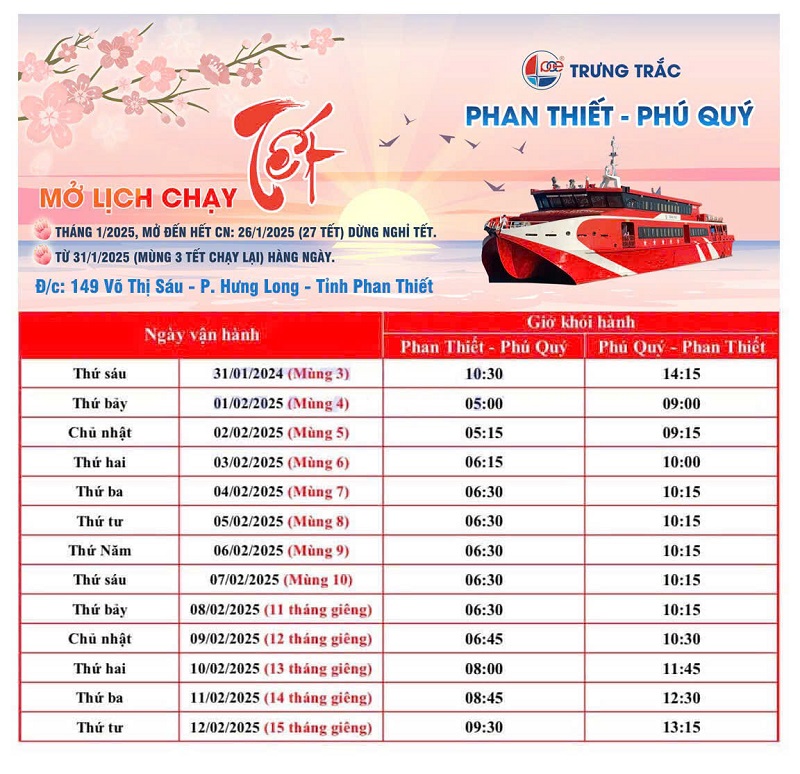 pce
TRƯNG TRẮC
PHAN THIẾT - PHÚ QUÝ
Tết
MỞ LỊCH CHẠY
THÁNG 1/2025, MỞ ĐẾN HẾT CN: 26/1/2025 (27 TẾT) DỪNG NGHỈ TẾT.
TỪ 31/1/2025 (MÙNG 3 TẾT CHẠY LẠI) HÀNG NGÀY.
Đ/c: 149 Võ Thị Sáu - P. Hưng Long - Tỉnh Phan Thiết
Ngày vận hành Giờ khỏi hành
Phan Thiết - Phú Quý Phú Quý - Phan Thiết
Thứ sáu 31/01/2024 (Mùng 3) 10:30 14:15
Thứ bảy 01/02/2025 (Mùng 4) 05:00 09:00
Chủ nhật 02/02/2025 (Mùng 5) 05:15 09:15
Thứ hai 03/02/2025 (Mùng 6) 06:15 10:00
Thứ ba 04/02/2025 (Mùng 7) 06:30 10:15
Thứ tư 05/02/2025 (Mùng 8) 06:30 10:15
Thứ Năm 06/02/2025 (Mùng 9) 06:30 10:15
Thứ sáu 07/02/2025 (Mùng 10) 06:30 10:15
Thứ bảy 08/02/2025 (11 tháng giêng) 06:30 10:15
Chủ nhật 09/02/2025 (12 tháng giêng) 06:45 10:30
Thứ hai 10/02/2025 (13 tháng giêng) 08:00 11:45
Thứ ba 11/02/2025 (14 tháng giêng) 08:45 12:30
Thứ tư 12/02/2025 (15 tháng giêng) 09:30 13:15